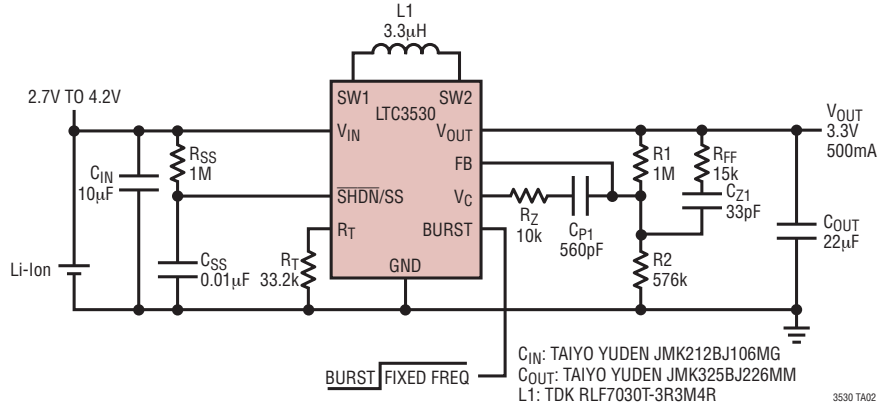 L1
3.3µH
SW1 SW2
LTC3530
2.7V TO 4.2V
VIN VOUT
VOUT
3.3V
500mA
RSS
1M
CIN
10µF
FB
R1
1M
RFF
15k
SHDN/SS
VC
RZ
10k
CP1
560pF
CZ1
33pF
RT
BURST
COUT
22µF
Li-Ion
CSS
0.01µF
RT
33.2k
GND
R2
576k
BURST FIXED FREQ
CIN: TAIYO YUDEN JMK212BJ106MG
COUT: TAIYO YUDEN JMK325BJ226MM
L1: TDK RLF7030T-3R3M4R
3530 TA02